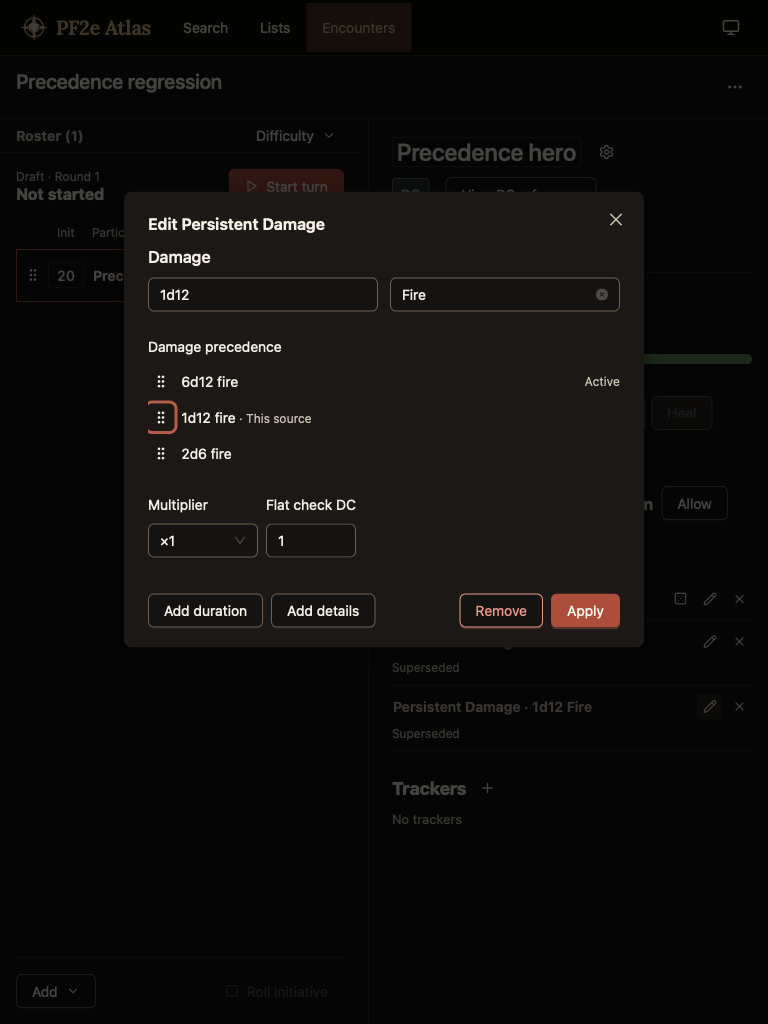 PF2e Atlas Search Lists Encounters
Precedence regression
Roster (1) Difficulty
Precedence hero
Draft · Round 1
Not started
Start turn
Init
20
Edit Persistent Damage
Damage
1d12 Fire
Damage precedence
6d12 fire Active
1d12 fire · This source
2d6 fire
Heal
Multiplier Flat check DC
×1 1
Allow
Add duration Add details Remove Apply
Superseded
Persistent Damage · 1d12 Fire
Superseded
Trackers
No trackers
Add Roll initiative